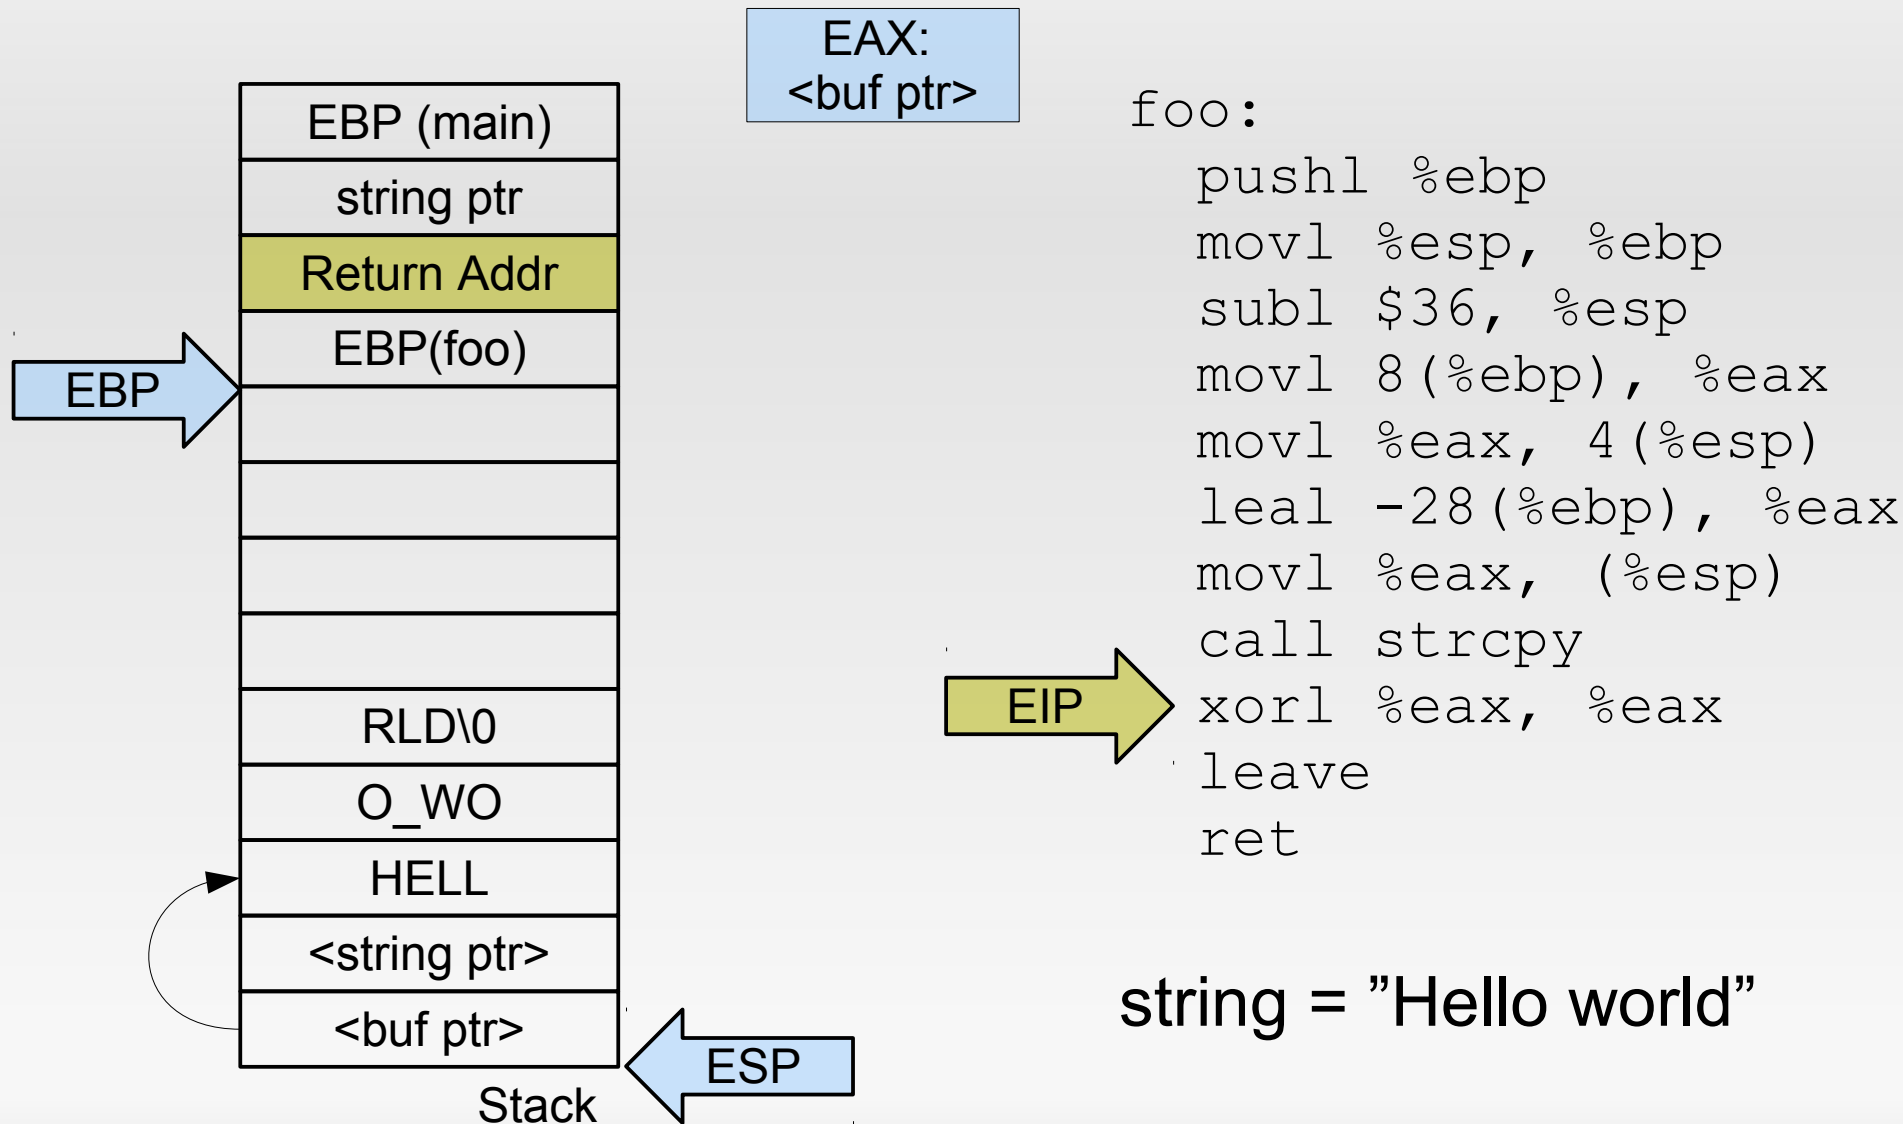 EAX:
<buf ptr>
EBP (main)
string ptr
Return Addr
EBP(foo)
EBP
RLD\0
O_WO
HELL
<string ptr>
<buf ptr>
ESP
Stack
foo:
pushl %ebp
movl %esp, %ebp
subl $36, %esp
movl 8(%ebp), %eax
movl %eax, 4(%esp)
leal -28(%ebp), %eax
movl %eax, (%esp)
call strcpy
EIP
xorl %eax, %eax
leave
ret
string = ”Hello world”